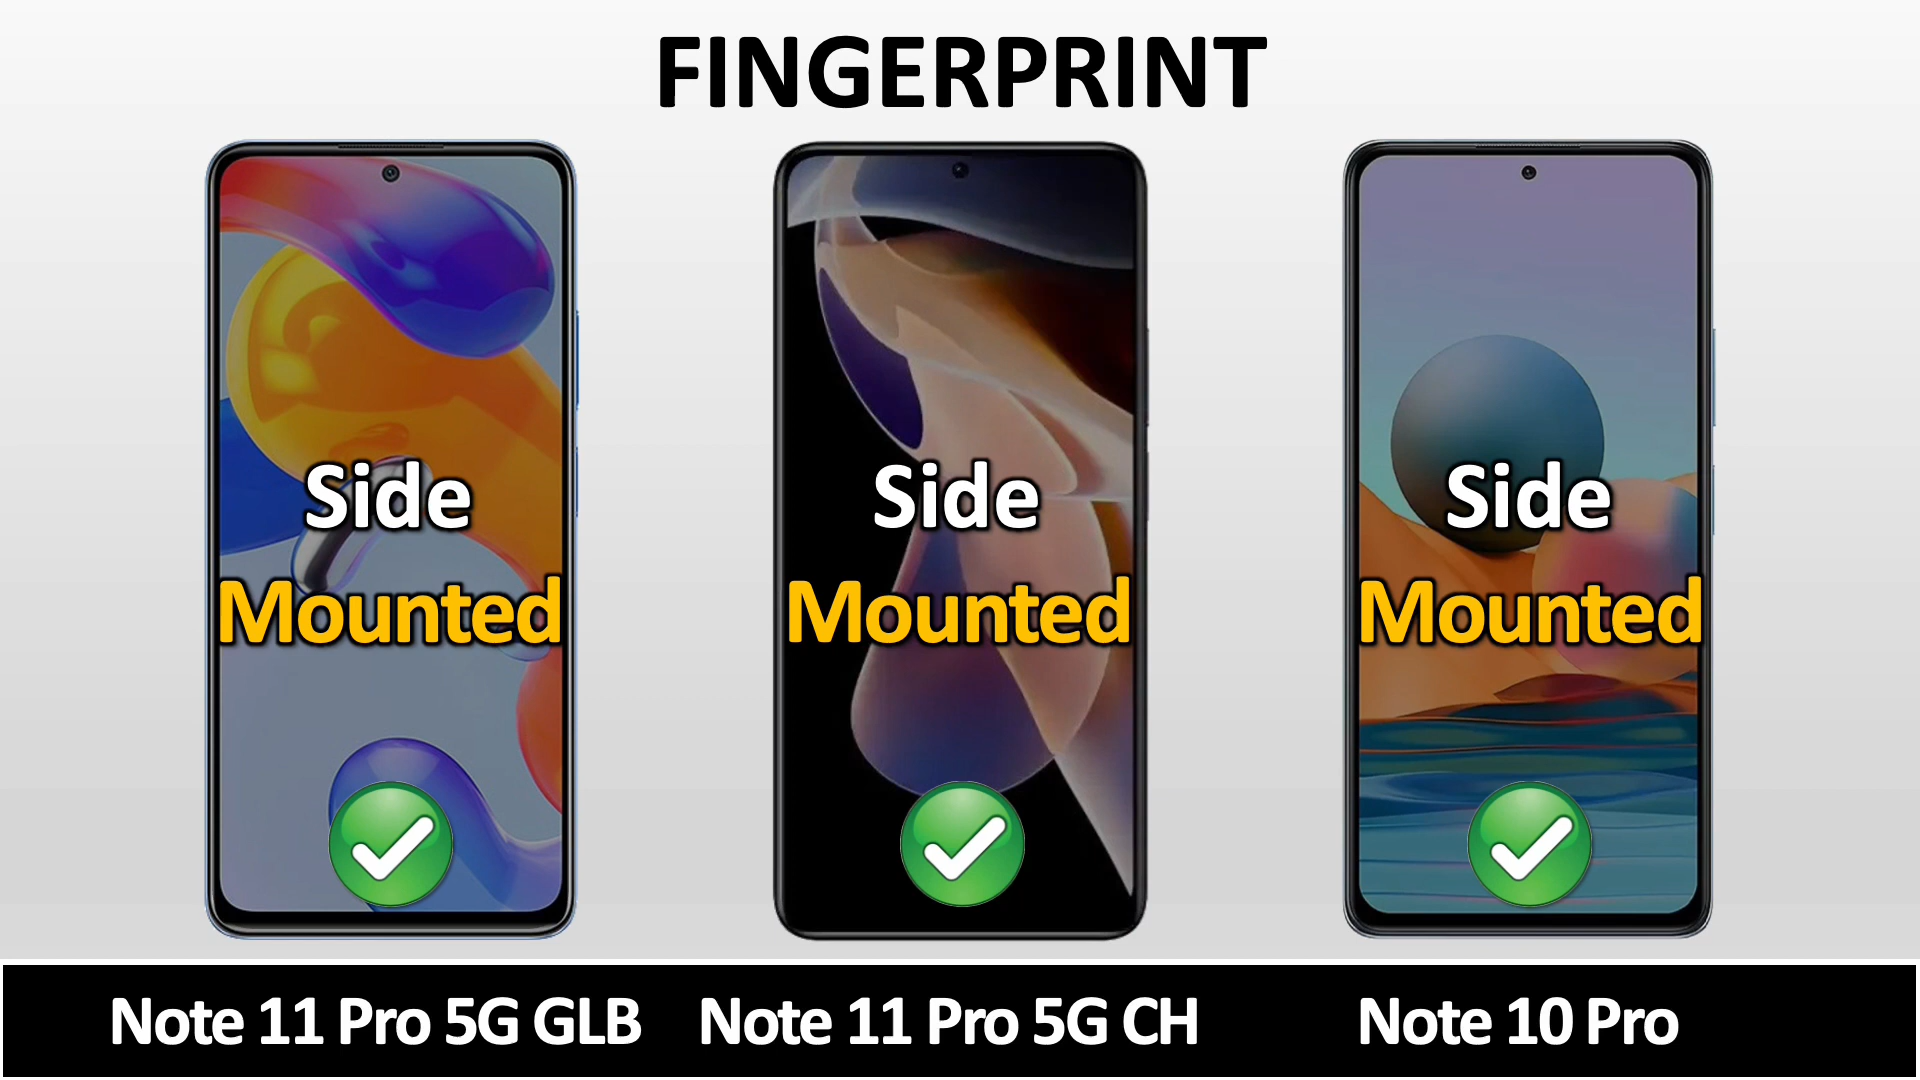 FINGERPRINT
Side
Mounted
Side
Mounted
Side
Mounted
Note 11 Pro 5G GLB
Note 11 Pro 5G CH
Note 10 Pro